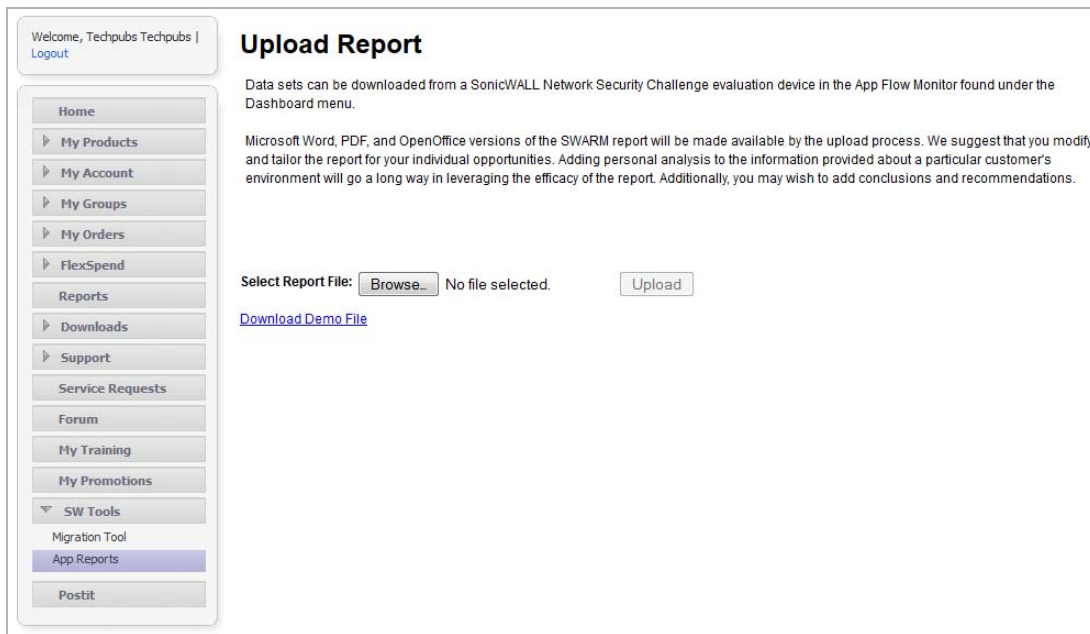 Welcome, Techpubs Techpubs |
Logout
Home
My Products
My Account
My Groups
My Orders
FlexSpend
Reports
Downloads
Support
Service Requests
Forum
My Training
My Promotions
SW Tools
Migration Tool
App Reports
Postit
Upload Report
Data sets can be downloaded from a SonicWALL Network Security Challenge evaluation device in the App Flow Monitor found under the
Dashboard menu.
Microsoft Word, PDF, and OpenOffice versions of the SWARM report will be made available by the upload process. We suggest that you modify
and tailor the report for your individual opportunities. Adding personal analysis to the information provided about a particular customer's
environment will go a long way in leveraging the efficacy of the report. Additionally, you may wish to add conclusions and recommendations.
Select Report File: Browse… No file selected. Upload
Download Demo File